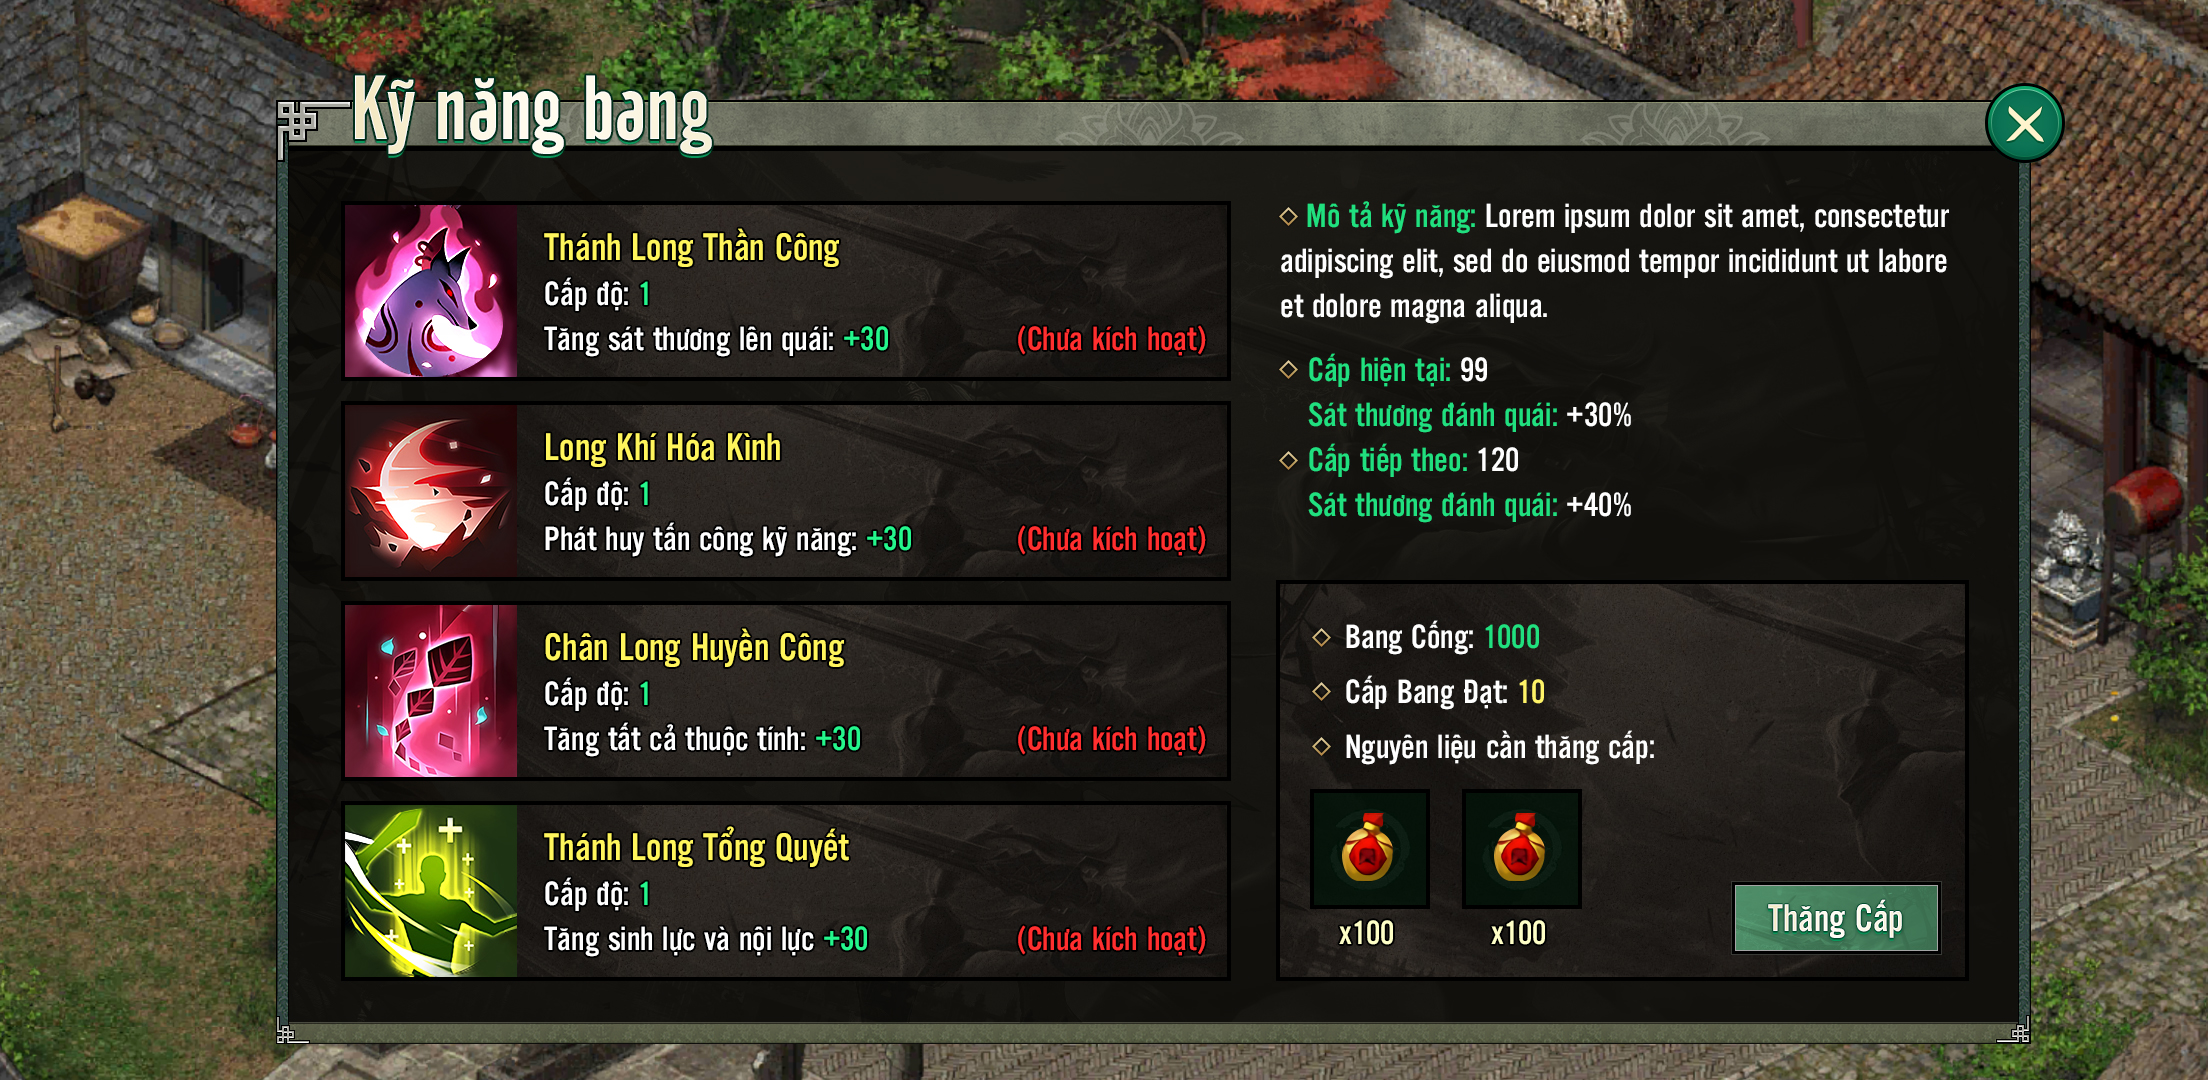 Kỹ năng bang
Thánh Long Thần Công
Cấp độ: 1
Tăng sát thương lên quái: +30
(Chưa kích hoạt)
Long Khí Hóa Kình
Cấp độ: 1
Phát huy tấn công kỹ năng: +30
(Chưa kích hoạt)
Chân Long Huyền Công
Cấp độ: 1
Tăng tất cả thuộc tính: +30
(Chưa kích hoạt)
Thánh Long Tổng Quyết
Cấp độ: 1
Tăng sinh lực và nội lực +30
(Chưa kích hoạt)
Mô tả kỹ năng: Lorem ipsum dolor sit amet, consectetur
adipiscing elit, sed do eiusmod tempor incididunt ut labore
et dolore magna aliqua.
Cấp hiện tại: 99
Sát thương đánh quái: +30%
Cấp tiếp theo: 120
Sát thương đánh quái: +40%
Bang Cống: 1000
Cấp Bang Đạt: 10
Nguyên liệu cần thăng cấp:
x100
x100
Thăng Cấp